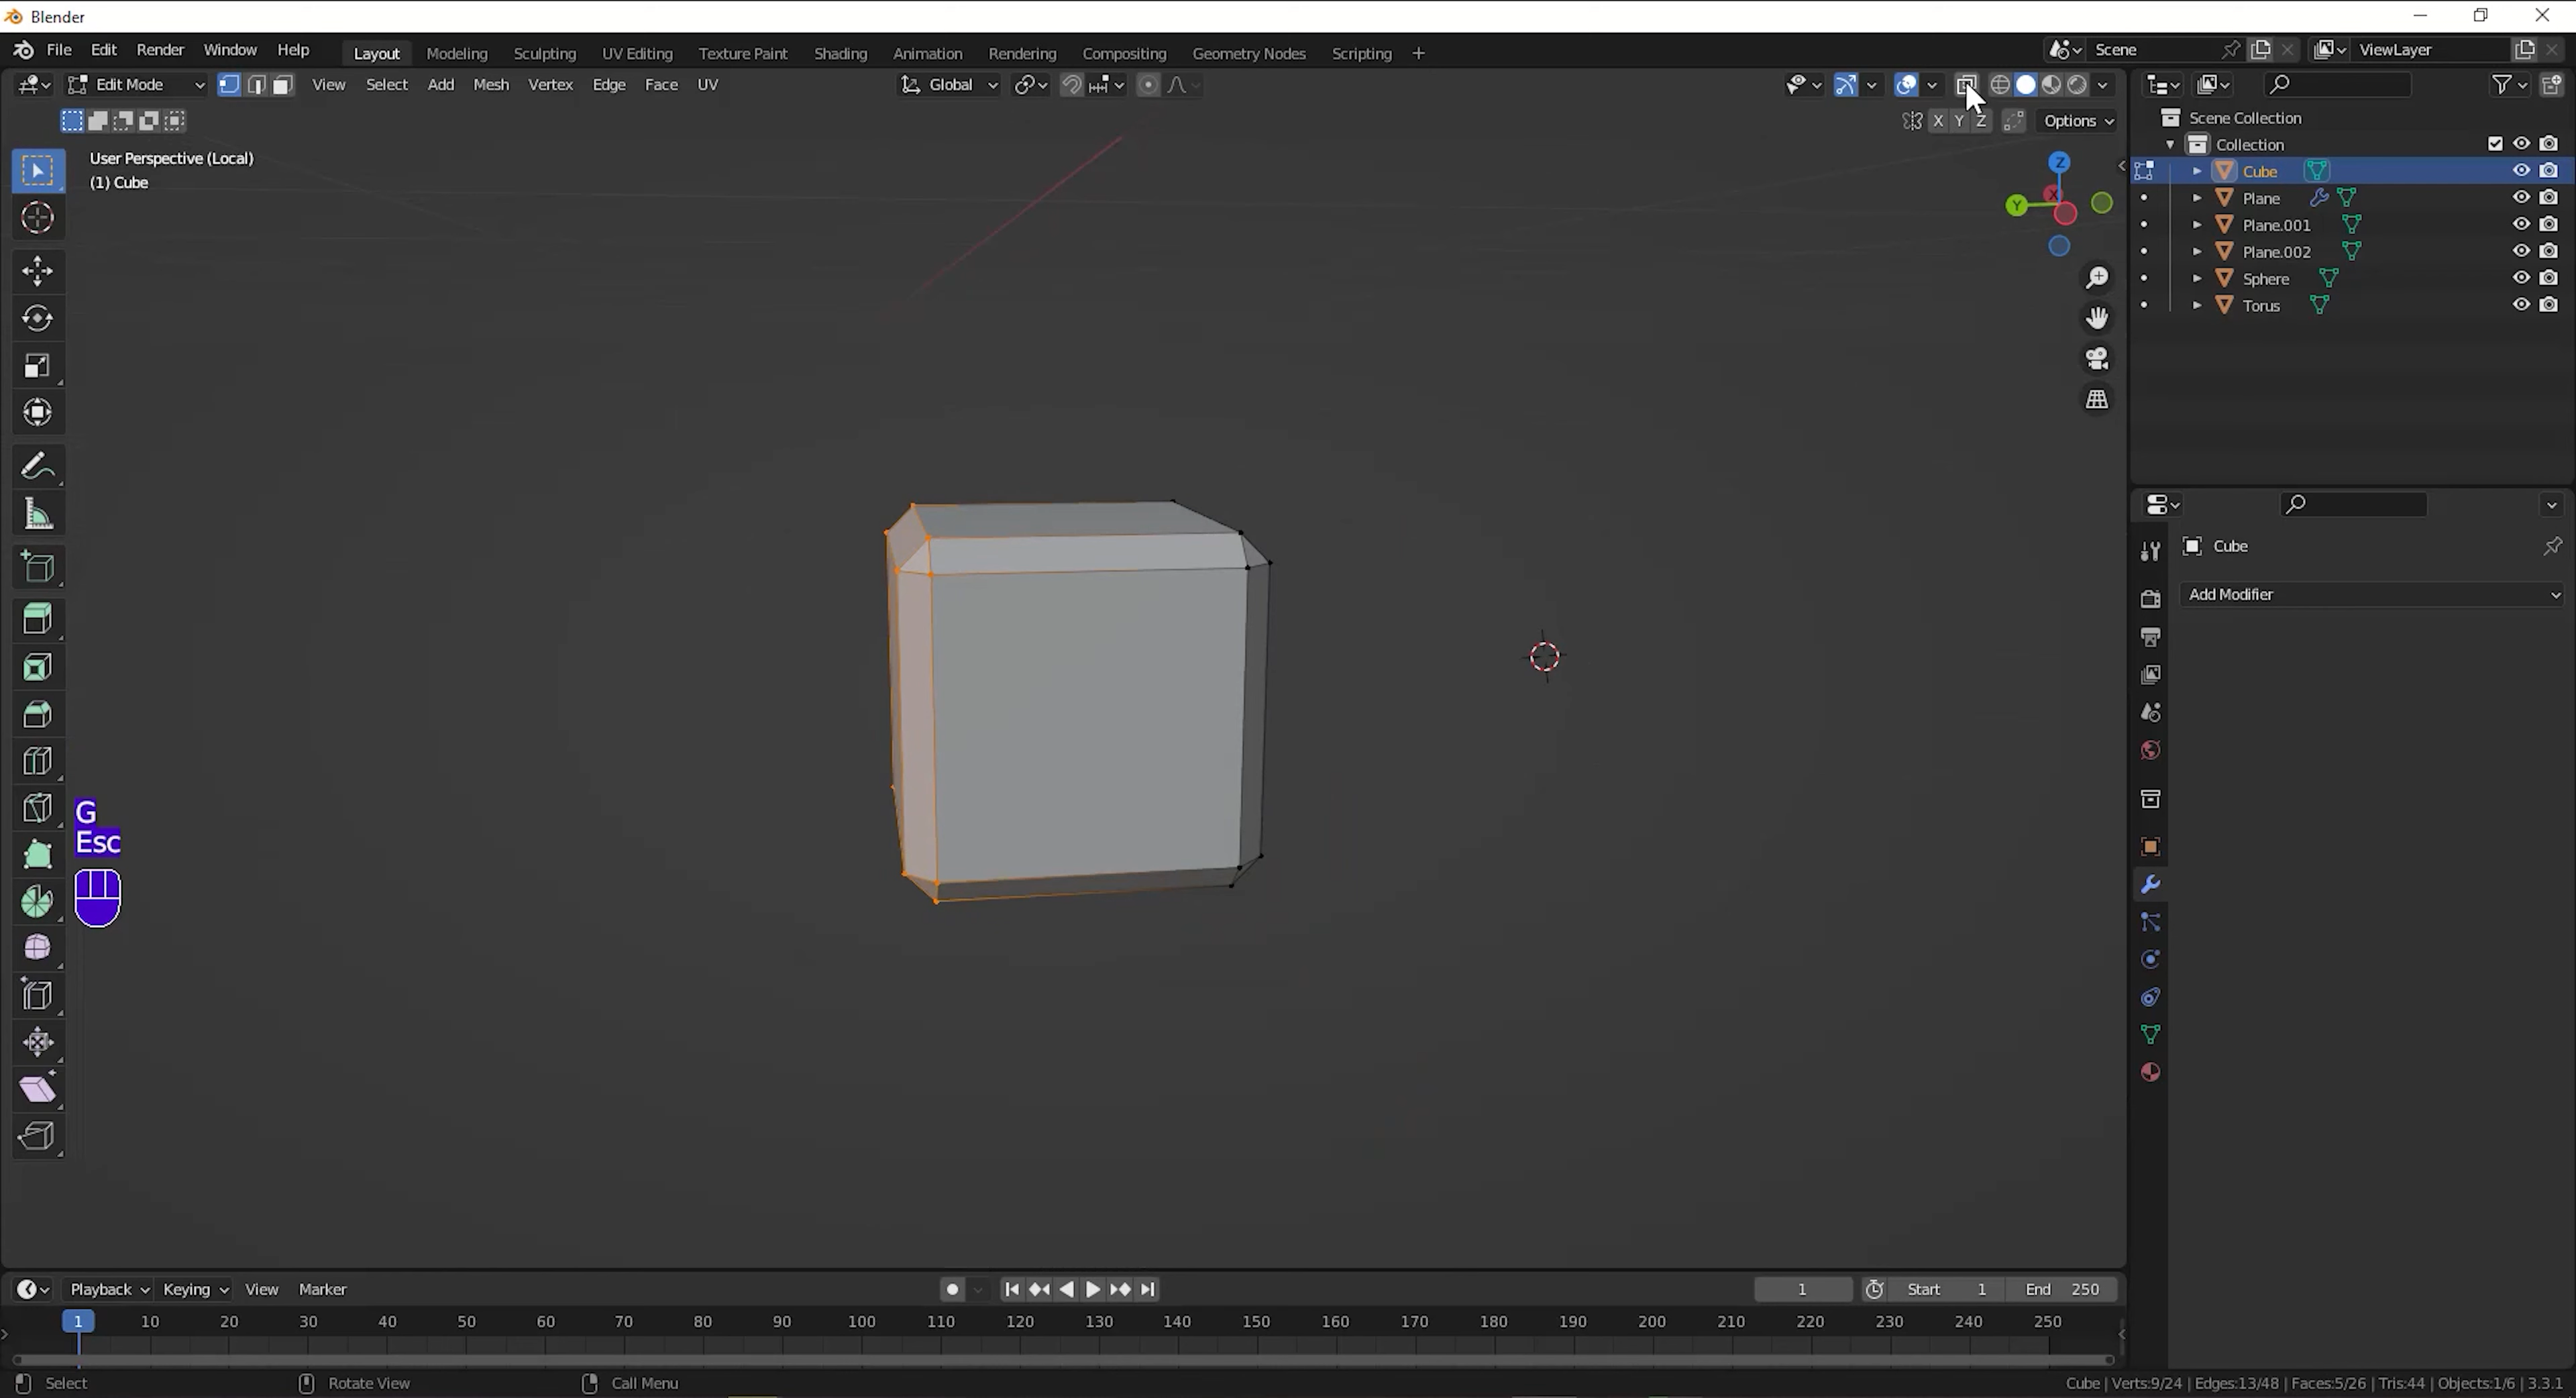 Blender
File Edit Render Window Help
Layout Modeling Sculpting UV Editing Texture Paint Shading Animation Rendering Compositing Geometry Nodes Scripting +
Scene
ViewLayer
Edit Mode
View Select Add Mesh Vertex Edge Face UV
Global
X Y Z
Options
User Perspective (Local)
(1) Cube
Z
Y
X
Scene Collection
Collection
Cube
Plane
Plane.001
Plane.002
Sphere
Torus
Cube
Add Modifier
G
Esc
Playback Keying View Marker
1
Start 1
End 250
1 10 20 30 40 50 60 70 80 90 100 110 120 130 140 150 160 170 180 190 200 210 220 230 240 250
Select
Rotate View
Call Menu
Cube | Verts:9/24 | Edges:13/48 | Faces:5/26 | Tris:44 | Objects:1/6 | 3.3.1